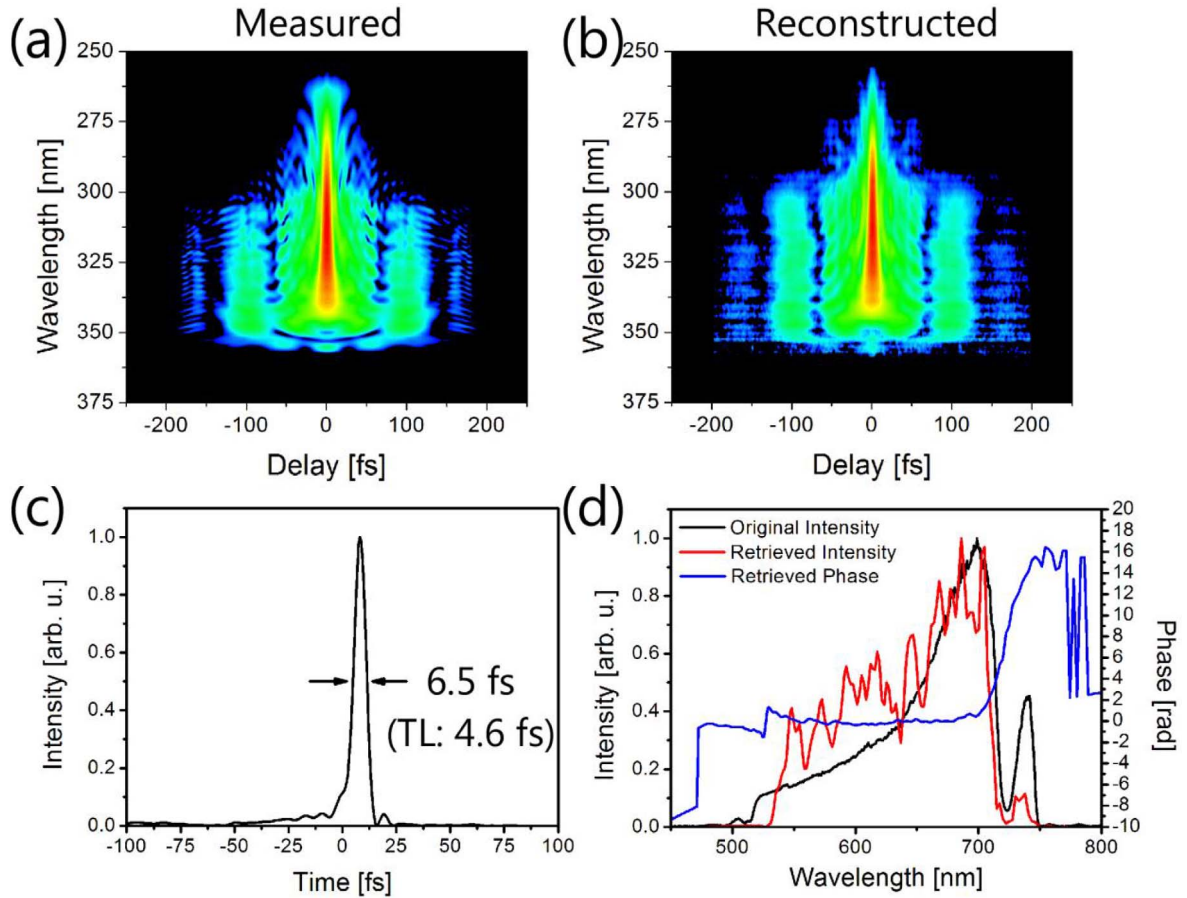 (a)
Measured
250
275
300
325
350
375
Wavelength [nm]
-200 -100 0 100 200
Delay [fs]
(b)
Reconstructed
250
275
300
325
350
375
Wavelength [nm]
-200 -100 0 100 200
Delay [fs]
(c)
1.0
0.8
0.6
0.4
0.2
0.0
Intensity [arb. u.]
6.5 fs
(TL: 4.6 fs)
-100 -75 -50 -25 0 25 50 75 100
Time [fs]
(d)
Original Intensity
Retrieved Intensity
Retrieved Phase
1.0
0.8
0.6
0.4
0.2
0.0
Intensity [arb. u.]
20
18
16
14
12
10
8
6
4
2
0
-2
-4
-6
-8
-10
Phase [rad]
500 600 700 800
Wavelength [nm]